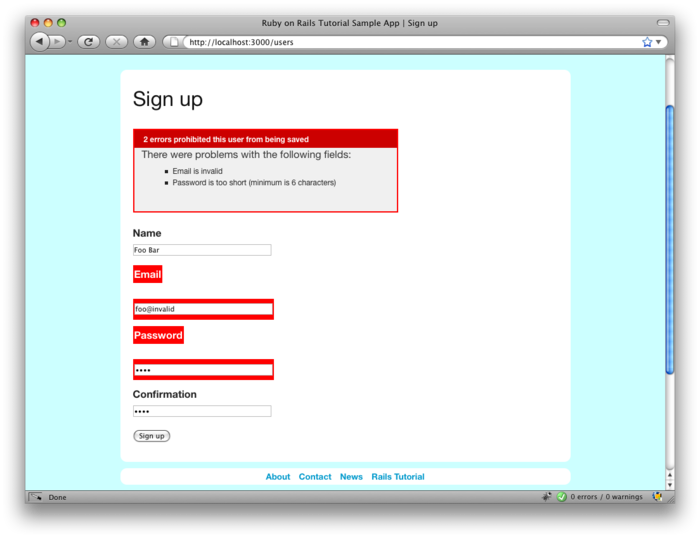 Ruby on Rails Tutorial Sample App | Sign up
http://localhost:3000/users
Sign up
2 errors prohibited this user from being saved
There were problems with the following fields:
Email is invalid
Password is too short (minimum is 6 characters)
Name
Foo Bar
Email
foo@invalid
Password
••••
Confirmation
••••
Sign up
About Contact News Rails Tutorial
Done 0 errors / 0 warnings